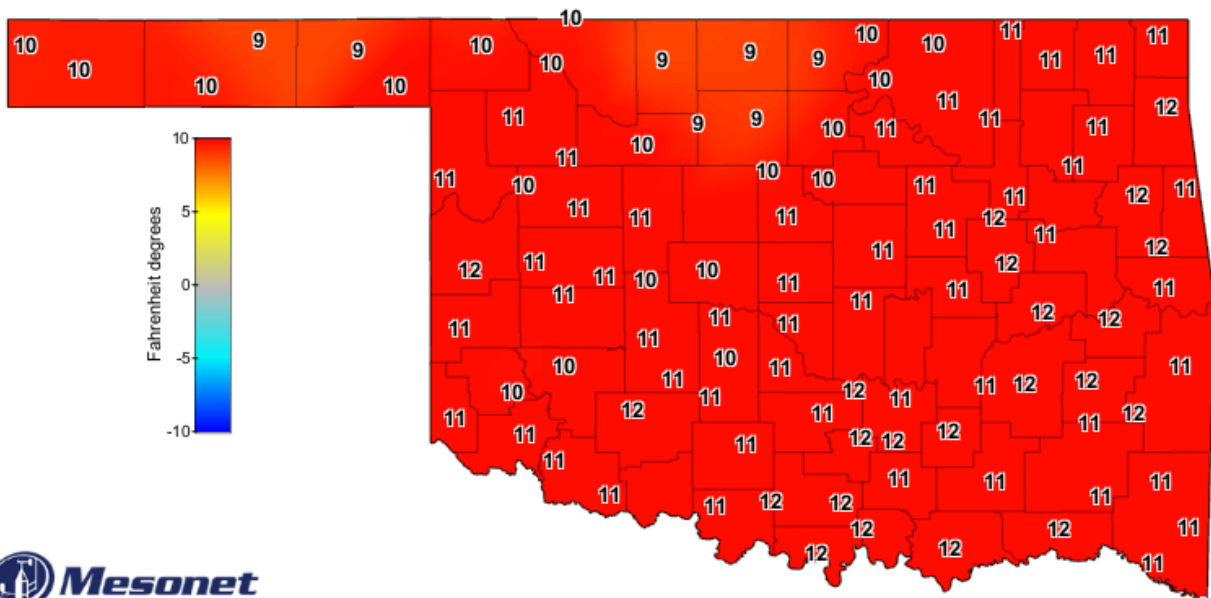 10
10 9 9 10 10 9 9 9 10 10 11 11 11 11
10 10 10 11 9 9 10 10 11 11 11 11 12
11 10 11 10 10 11 11
11 10 11 11 11 11 11 12 11 12 11
12 11 11 10 10 11 11 12 11 12 11
11 11 11 11 11 11 12 12
10 11 10 11 11 12 12 11
10 11 12 11 12 11 11 12
11 11 11 12 12 12 11
11 11 11 12 12 11 11 11 11
12 12 12 12 11 11
10
5
0
-5
-10
Fahrenheit degrees
Mesonet